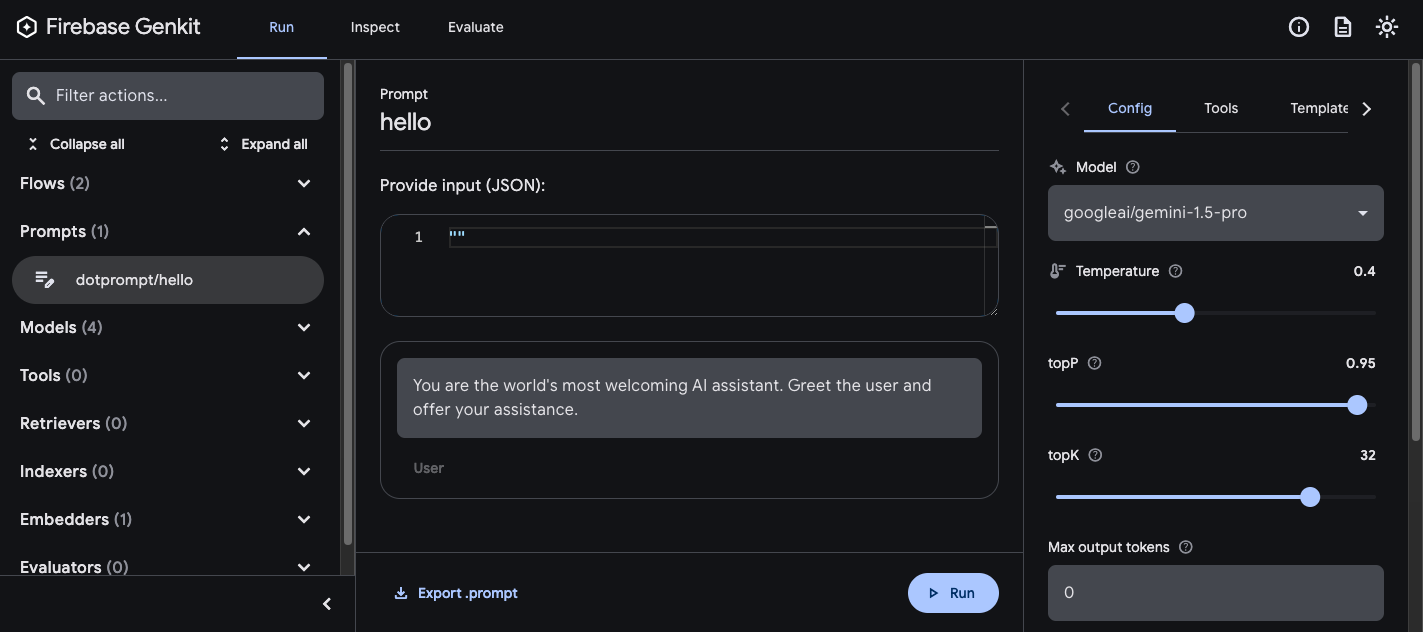 Firebase Genkit
Run
Inspect
Evaluate
Filter actions...
Collapse all
Expand all
Flows (2)
Prompts (1)
dotprompt/hello
Models (4)
Tools (0)
Retrievers (0)
Indexers (0)
Embedders (1)
Evaluators (0)
Prompt
hello
Provide input (JSON):
1 ""
You are the world's most welcoming AI assistant. Greet the user and
offer your assistance.
User
Export .prompt
Run
Config
Tools
Template
Model
googleai/gemini-1.5-pro
Temperature
0.4
topP
0.95
topK
32
Max output tokens
0